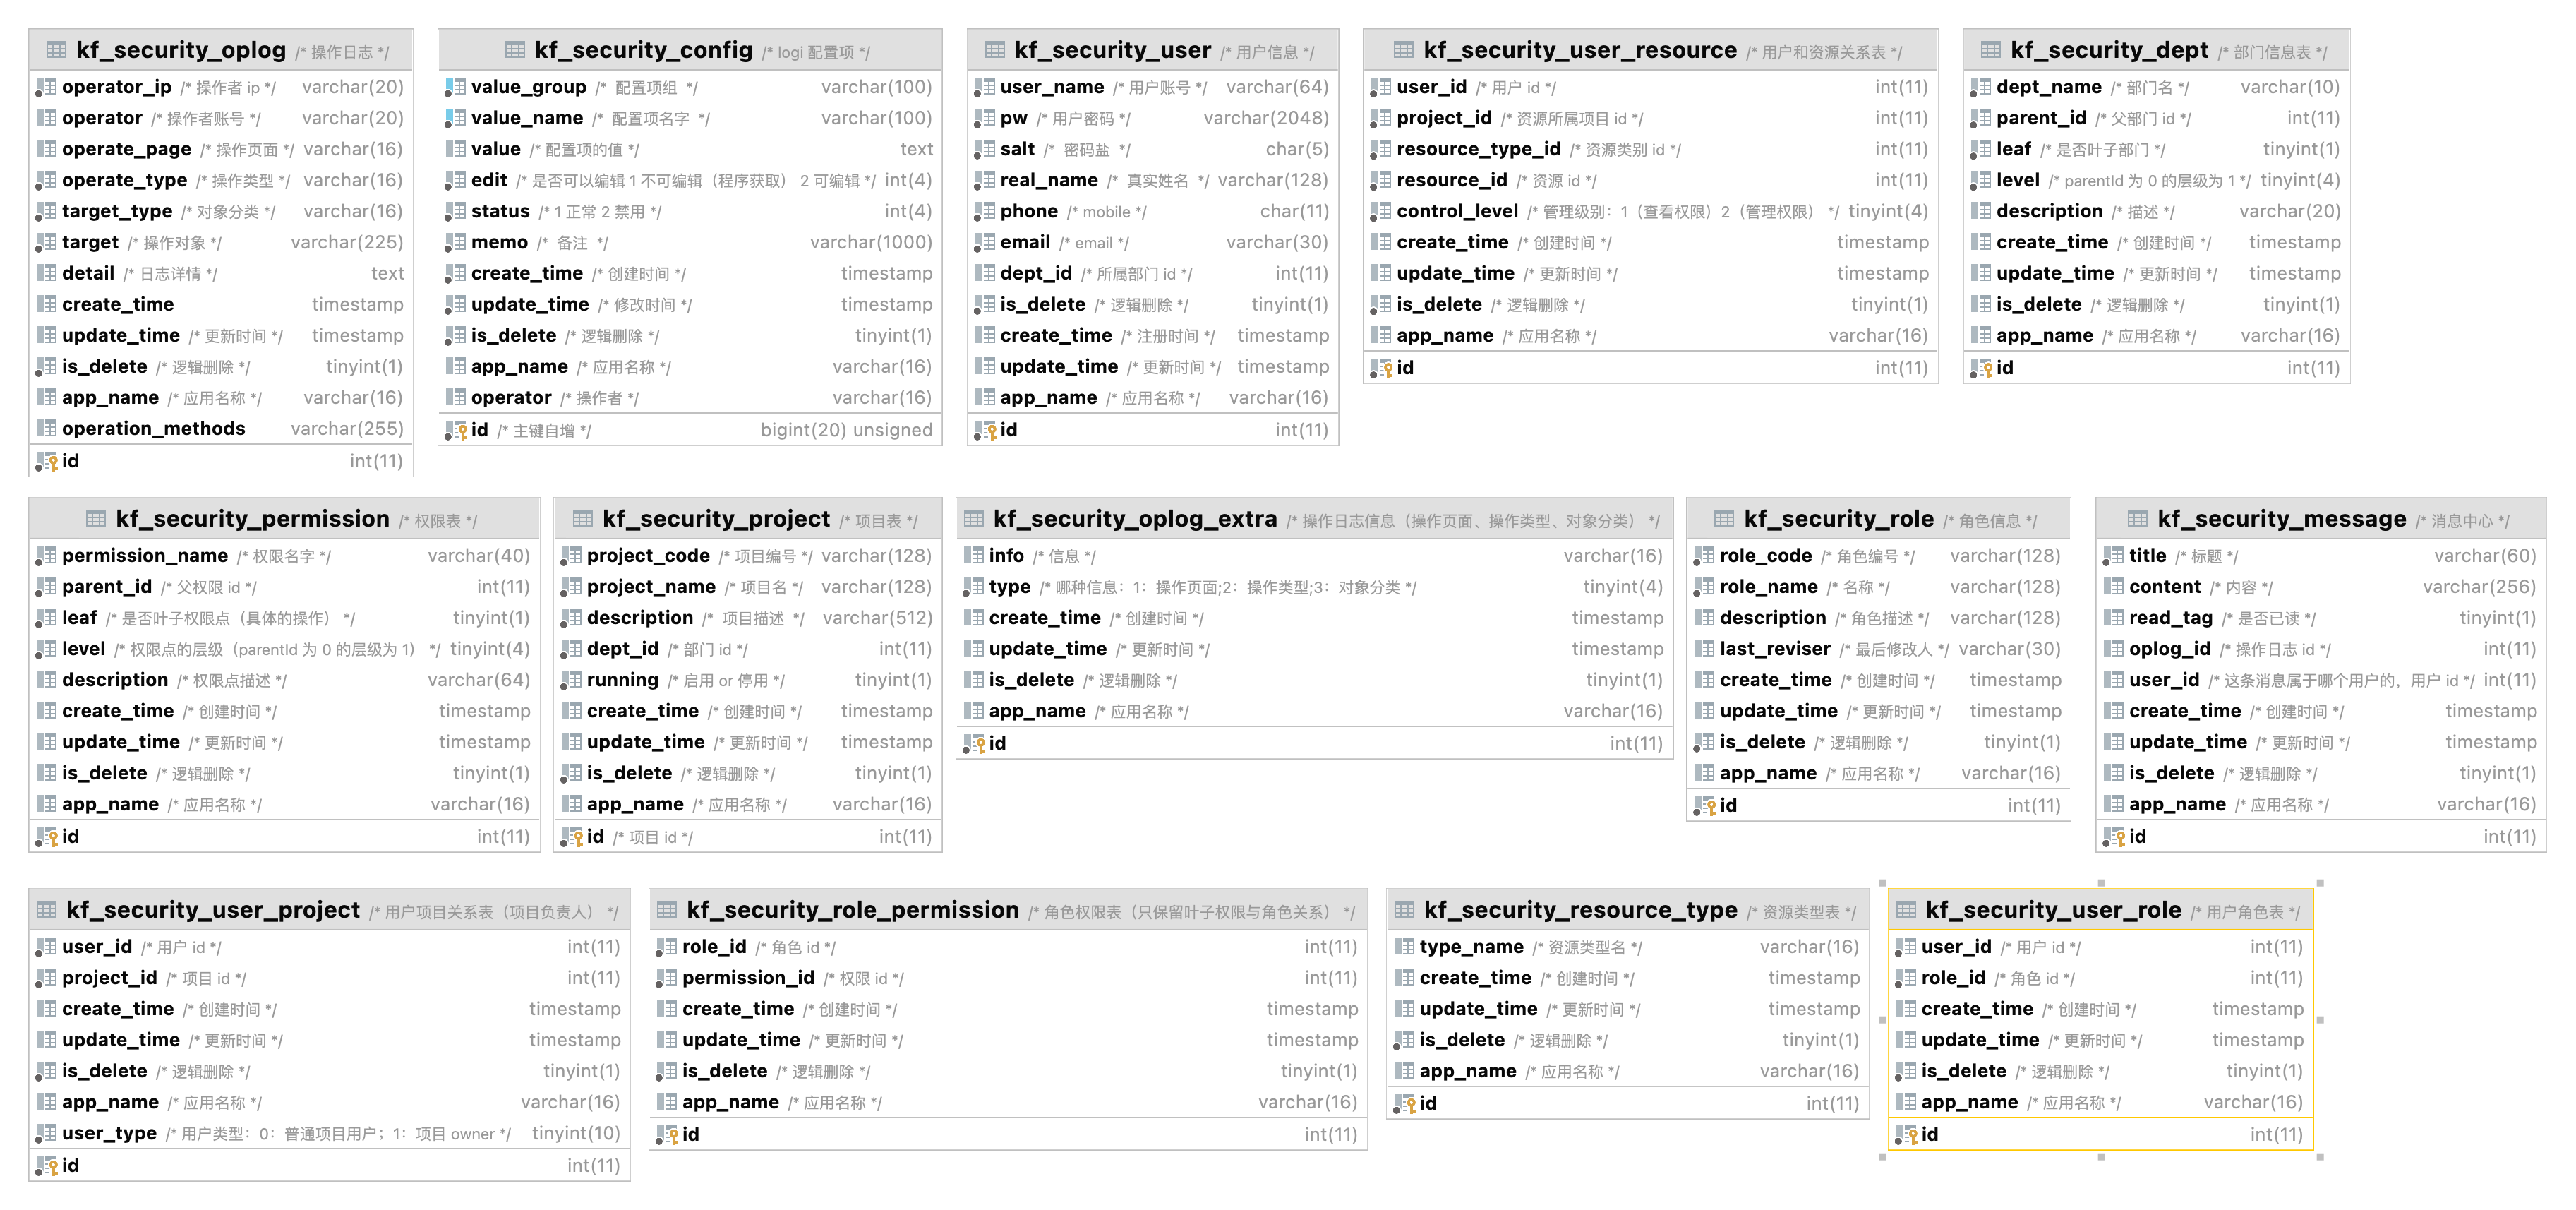 kf_security_oplog /* 操作日志 */
operator_ip /* 操作者 ip */ varchar(20)
operator /* 操作者账号 */ varchar(20)
operate_page /* 操作页面 */ varchar(16)
operate_type /* 操作类型 */ varchar(16)
target_type /* 对象分类 */ varchar(16)
target /* 操作对象 */ varchar(225)
detail /* 日志详情 */ text
create_time timestamp
update_time /* 更新时间 */ timestamp
is_delete /* 逻辑删除 */ tinyint(1)
app_name /* 应用名称 */ varchar(16)
operation_methods varchar(255)
id int(11)
kf_security_config /* logi 配置项 */
value_group /* 配置项组 */ varchar(100)
value_name /* 配置项名字 */ varchar(100)
value /* 配置项的值 */ text
edit /* 是否可以编辑 1 不可编辑（程序获取） 2 可编辑 */ int(4)
status /* 1 正常 2 禁用 */ int(4)
memo /* 备注 */ varchar(1000)
create_time /* 创建时间 */ timestamp
update_time /* 修改时间 */ timestamp
is_delete /* 逻辑删除 */ tinyint(1)
app_name /* 应用名称 */ varchar(16)
operator /* 操作者 */ varchar(16)
id /* 主键自增 */ bigint(20) unsigned
kf_security_user /* 用户信息 */
user_name /* 用户账号 */ varchar(64)
pw /* 用户密码 */ varchar(2048)
salt /* 密码盐 */ char(5)
real_name /* 真实姓名 */ varchar(128)
phone /* mobile */ char(11)
email /* email */ varchar(30)
dept_id /* 所属部门 id */ int(11)
is_delete /* 逻辑删除 */ tinyint(1)
create_time /* 注册时间 */ timestamp
update_time /* 更新时间 */ timestamp
app_name /* 应用名称 */ varchar(16)
id int(11)
kf_security_user_resource /* 用户和资源关系表 */
user_id /* 用户 id */ int(11)
project_id /* 资源所属项目 id */ int(11)
resource_type_id /* 资源类别 id */ int(11)
resource_id /* 资源 id */ int(11)
control_level /* 管理级别：1（查看权限）2（管理权限） */ tinyint(4)
create_time /* 创建时间 */ timestamp
update_time /* 更新时间 */ timestamp
is_delete /* 逻辑删除 */ tinyint(1)
app_name /* 应用名称 */ varchar(16)
id int(11)
kf_security_dept /* 部门信息表 */
dept_name /* 部门名 */ varchar(10)
parent_id /* 父部门 id */ int(11)
leaf /* 是否叶子部门 */ tinyint(1)
level /* parentId 为 0 的层级为 1 */ tinyint(4)
description /* 描述 */ varchar(20)
create_time /* 创建时间 */ timestamp
update_time /* 更新时间 */ timestamp
is_delete /* 逻辑删除 */ tinyint(1)
app_name /* 应用名称 */ varchar(16)
id int(11)
kf_security_permission /* 权限表 */
permission_name /* 权限名字 */ varchar(40)
parent_id /* 父权限 id */ int(11)
leaf /* 是否叶子权限点（具体的操作） */ tinyint(1)
level /* 权限点的层级（parentId 为 0 的层级为 1） */ tinyint(4)
description /* 权限点描述 */ varchar(64)
create_time /* 创建时间 */ timestamp
update_time /* 更新时间 */ timestamp
is_delete /* 逻辑删除 */ tinyint(1)
app_name /* 应用名称 */ varchar(16)
id int(11)
kf_security_project /* 项目表 */
project_code /* 项目编号 */ varchar(128)
project_name /* 项目名 */ varchar(128)
description /* 项目描述 */ varchar(512)
dept_id /* 部门 id */ int(11)
running /* 启用 or 停用 */ tinyint(1)
create_time /* 创建时间 */ timestamp
update_time /* 更新时间 */ timestamp
is_delete /* 逻辑删除 */ tinyint(1)
app_name /* 应用名称 */ varchar(16)
id /* 项目 id */ int(11)
kf_security_oplog_extra /* 操作日志信息（操作页面、操作类型、对象分类） */
info /* 信息 */ varchar(16)
type /* 哪种信息：1：操作页面;2：操作类型;3：对象分类 */ tinyint(4)
create_time /* 创建时间 */ timestamp
update_time /* 更新时间 */ timestamp
is_delete /* 逻辑删除 */ tinyint(1)
app_name /* 应用名称 */ varchar(16)
id int(11)
kf_security_role /* 角色信息 */
role_code /* 角色编号 */ varchar(128)
role_name /* 名称 */ varchar(128)
description /* 角色描述 */ varchar(128)
last_reviser /* 最后修改人 */ varchar(30)
create_time /* 创建时间 */ timestamp
update_time /* 更新时间 */ timestamp
is_delete /* 逻辑删除 */ tinyint(1)
app_name /* 应用名称 */ varchar(16)
id int(11)
kf_security_message /* 消息中心 */
title /* 标题 */ varchar(60)
content /* 内容 */ varchar(256)
read_tag /* 是否已读 */ tinyint(1)
oplog_id /* 操作日志 id */ int(11)
user_id /* 这条消息属于哪个用户的，用户 id */ int(11)
create_time /* 创建时间 */ timestamp
update_time /* 更新时间 */ timestamp
is_delete /* 逻辑删除 */ tinyint(1)
app_name /* 应用名称 */ varchar(16)
id int(11)
kf_security_user_project /* 用户项目关系表（项目负责人） */
user_id /* 用户 id */ int(11)
project_id /* 项目 id */ int(11)
create_time /* 创建时间 */ timestamp
update_time /* 更新时间 */ timestamp
is_delete /* 逻辑删除 */ tinyint(1)
app_name /* 应用名称 */ varchar(16)
user_type /* 用户类型：0：普通项目用户；1：项目 owner */ tinyint(10)
id int(11)
kf_security_role_permission /* 角色权限表（只保留叶子权限与角色关系） */
role_id /* 角色 id */ int(11)
permission_id /* 权限 id */ int(11)
create_time /* 创建时间 */ timestamp
update_time /* 更新时间 */ timestamp
is_delete /* 逻辑删除 */ tinyint(1)
app_name /* 应用名称 */ varchar(16)
id int(11)
kf_security_resource_type /* 资源类型表 */
type_name /* 资源类型名 */ varchar(16)
create_time /* 创建时间 */ timestamp
update_time /* 更新时间 */ timestamp
is_delete /* 逻辑删除 */ tinyint(1)
app_name /* 应用名称 */ varchar(16)
id int(11)
kf_security_user_role /* 用户角色表 */
user_id /* 用户 id */ int(11)
role_id /* 角色 id */ int(11)
create_time /* 创建时间 */ timestamp
update_time /* 更新时间 */ timestamp
is_delete /* 逻辑删除 */ tinyint(1)
app_name /* 应用名称 */ varchar(16)
id int(11)